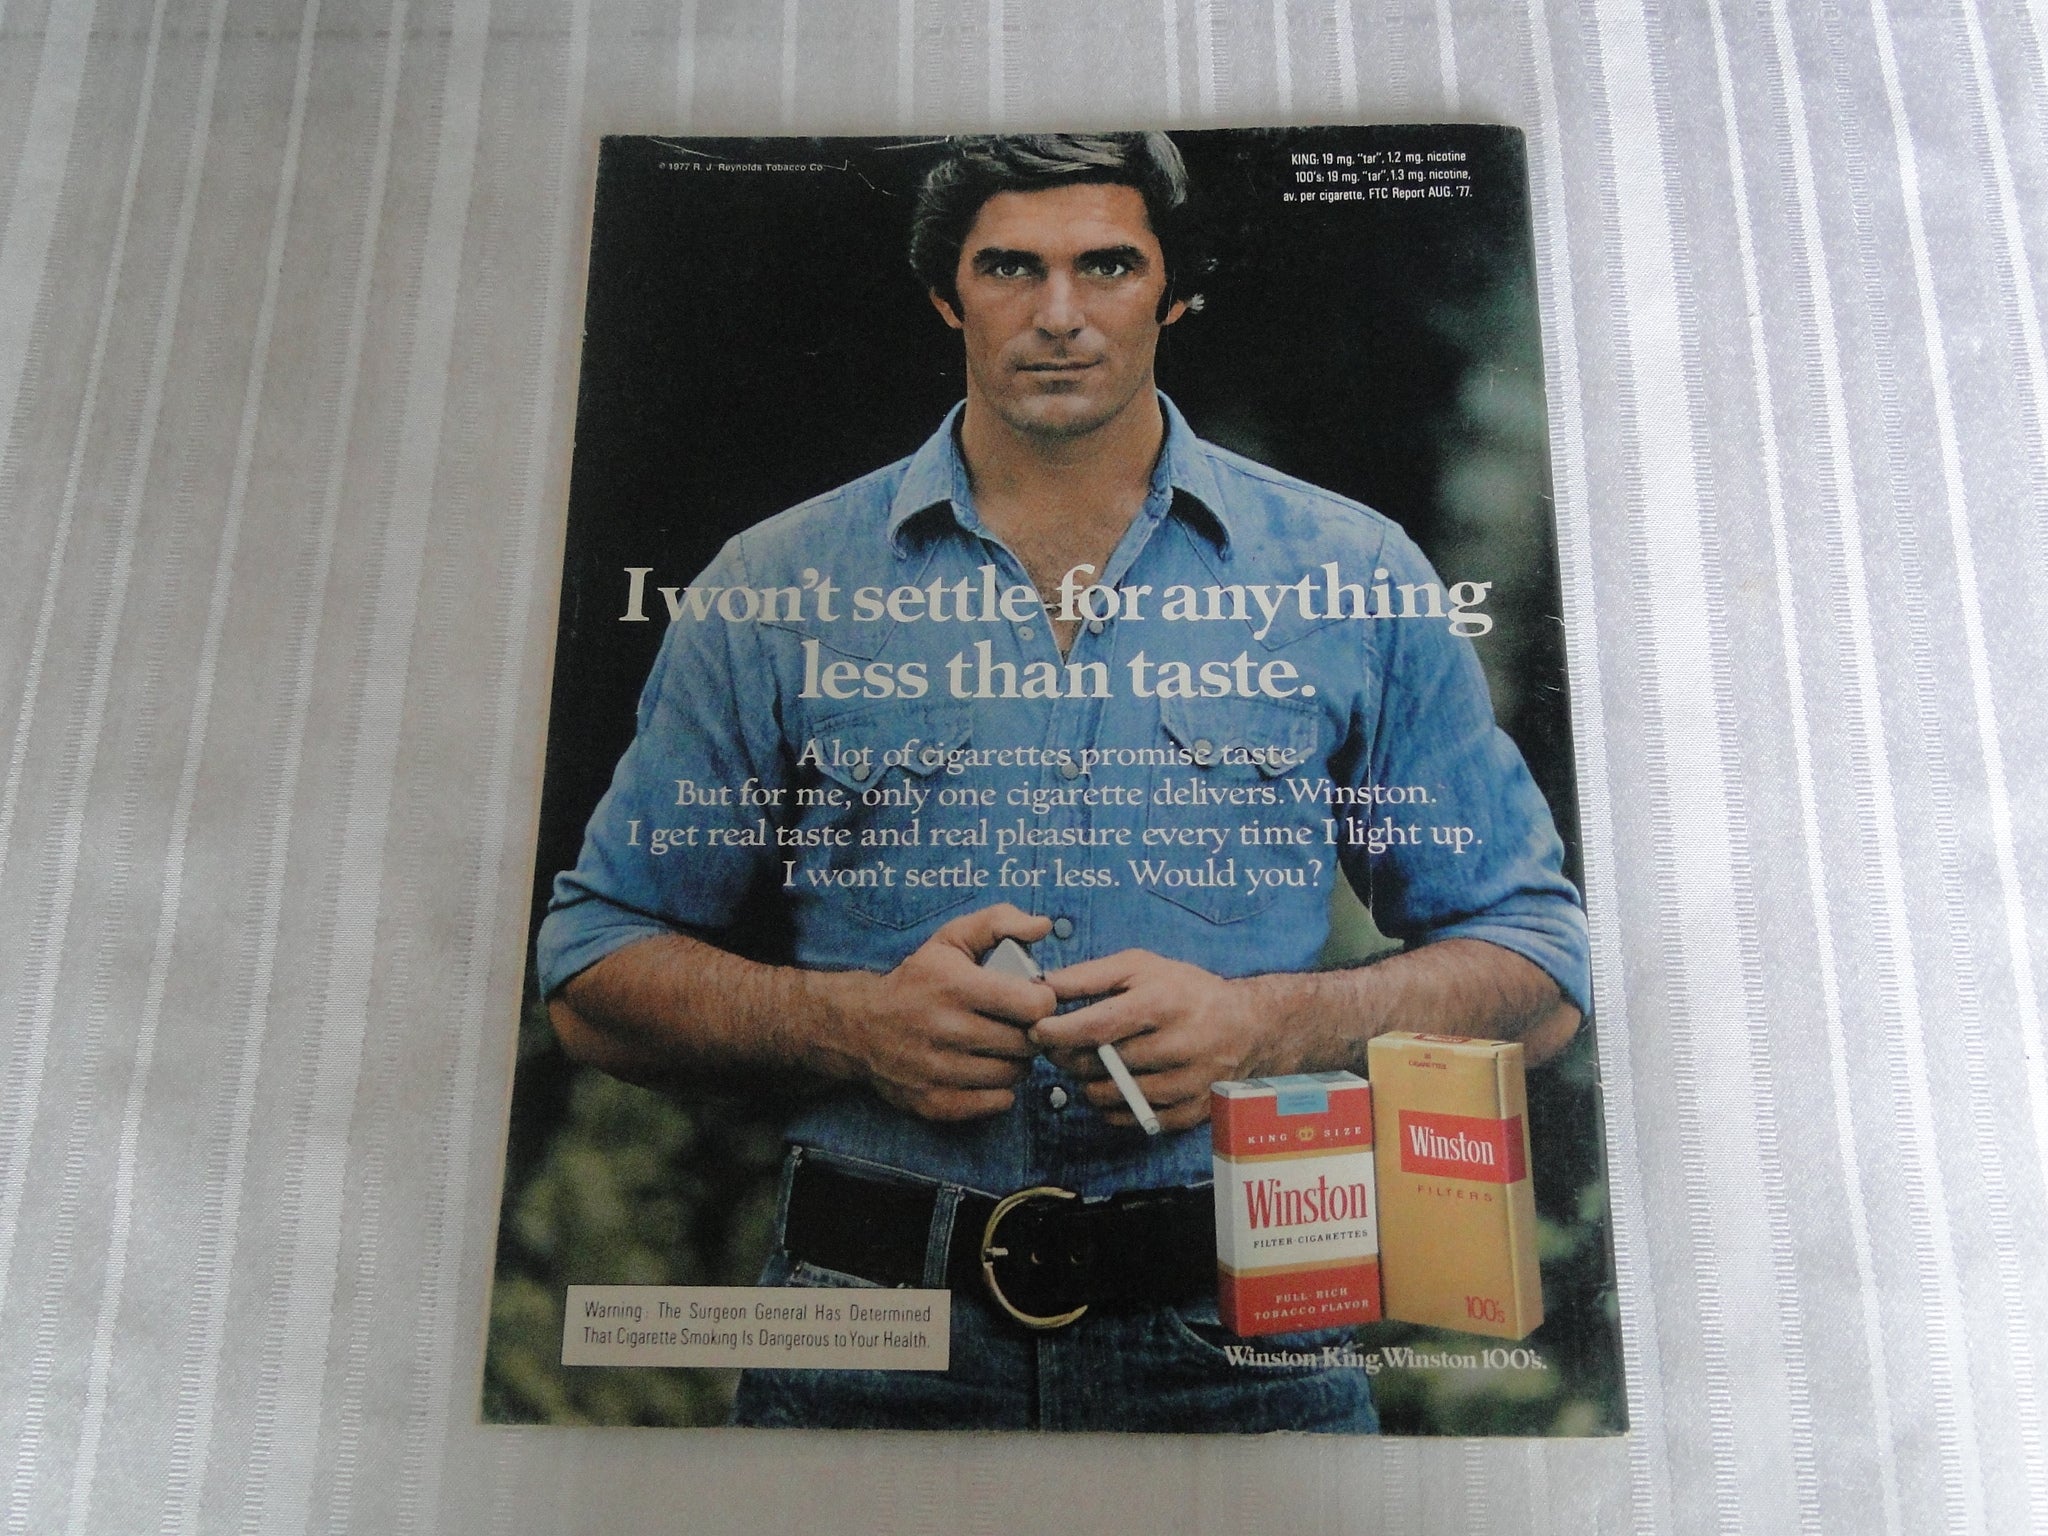 © 1977 R. J. Reynolds Tobacco Co.
KING: 19 mg. "tar", 1.2 mg. nicotine
100's: 19 mg. "tar", 1.3 mg. nicotine,
av. per cigarette, FTC Report AUG. '77.
I won't settle for anything
less than taste.
A lot of cigarettes promise taste.
But for me, only one cigarette delivers. Winston.
I get real taste and real pleasure every time I light up.
I won't settle for less. Would you?
KING SIZE
Winston
FILTER-CIGARETTES
FULL-RICH
TOBACCO FLAVOR
Winston
CIGARETTES
Winston
FILTERS
100's
Warning: The Surgeon General Has Determined
That Cigarette Smoking Is Dangerous to Your Health.
Winston King. Winston 100's.